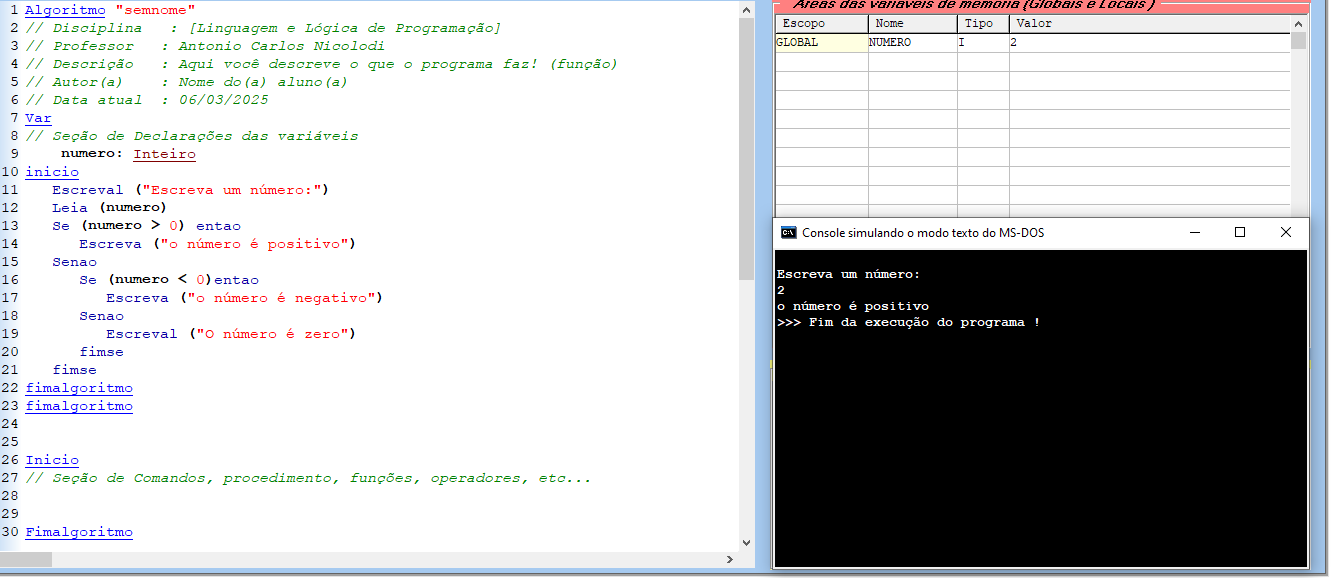 1 Algoritmo "semnome"
2 // Disciplina   : [Linguagem e Lógica de Programação]
3 // Professor   : Antonio Carlos Nicolodi
4 // Descrição   : Aqui você descreve o que o programa faz! (função)
5 // Autor(a)    : Nome do(a) aluno(a)
6 // Data atual  : 06/03/2025
7 Var
8 // Seção de Declarações das variáveis
9     numero: Inteiro
10 inicio
11    Escreval ("Escreva um número:")
12    Leia (numero)
13    Se (numero > 0) entao
14       Escreva ("o número é positivo")
15    Senao
16       Se (numero < 0)entao
17          Escreva ("o número é negativo")
18       Senao
19          Escreval ("O número é zero")
20       fimse
21    fimse
22 fimalgoritmo
23 fimalgoritmo
24
25
26 Inicio
27 // Seção de Comandos, procedimento, funções, operadores, etc...
28
29
30 Fimalgoritmo
Áreas das variáveis de memória (Globais e Locais )
Escopo Nome Tipo Valor
GLOBAL NUMERO I 2
Console simulando o modo texto do MS-DOS
Escreva um número:
2
o número é positivo
>>> Fim da execução do programa !